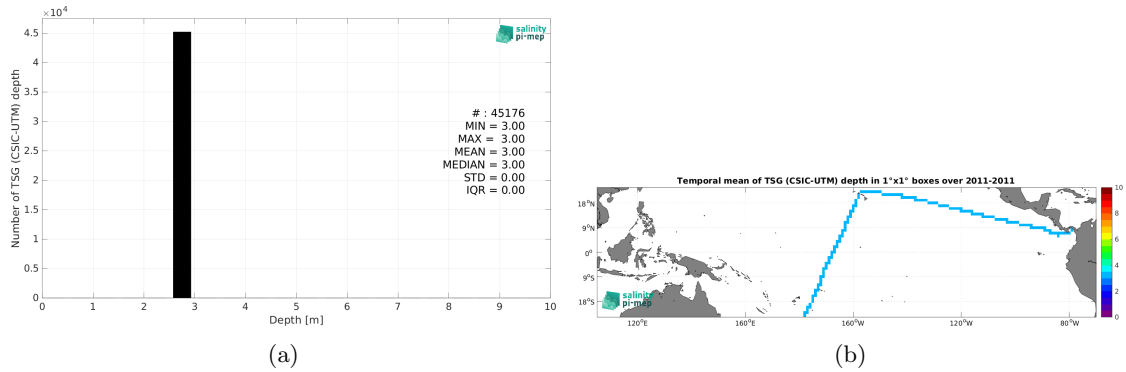 ×10⁴
4.5
4
3.5
3
2.5
2
1.5
1
0.5
0
Number of TSG (CSIC-UTM) depth
salinity
pi-mep
# : 45176
MIN = 3.00
MAX = 3.00
MEAN = 3.00
MEDIAN = 3.00
STD = 0.00
IQR = 0.00
0 1 2 3 4 5 6 7 8 9 10
Depth [m]
(a)
Temporal mean of TSG (CSIC-UTM) depth in 1°x1° boxes over 2011-2011
18°N
9°N
0°
9°S
18°S
salinity
pi-mep
120°E 160°E 160°W 120°W 80°W
10
8
6
4
2
0
(b)